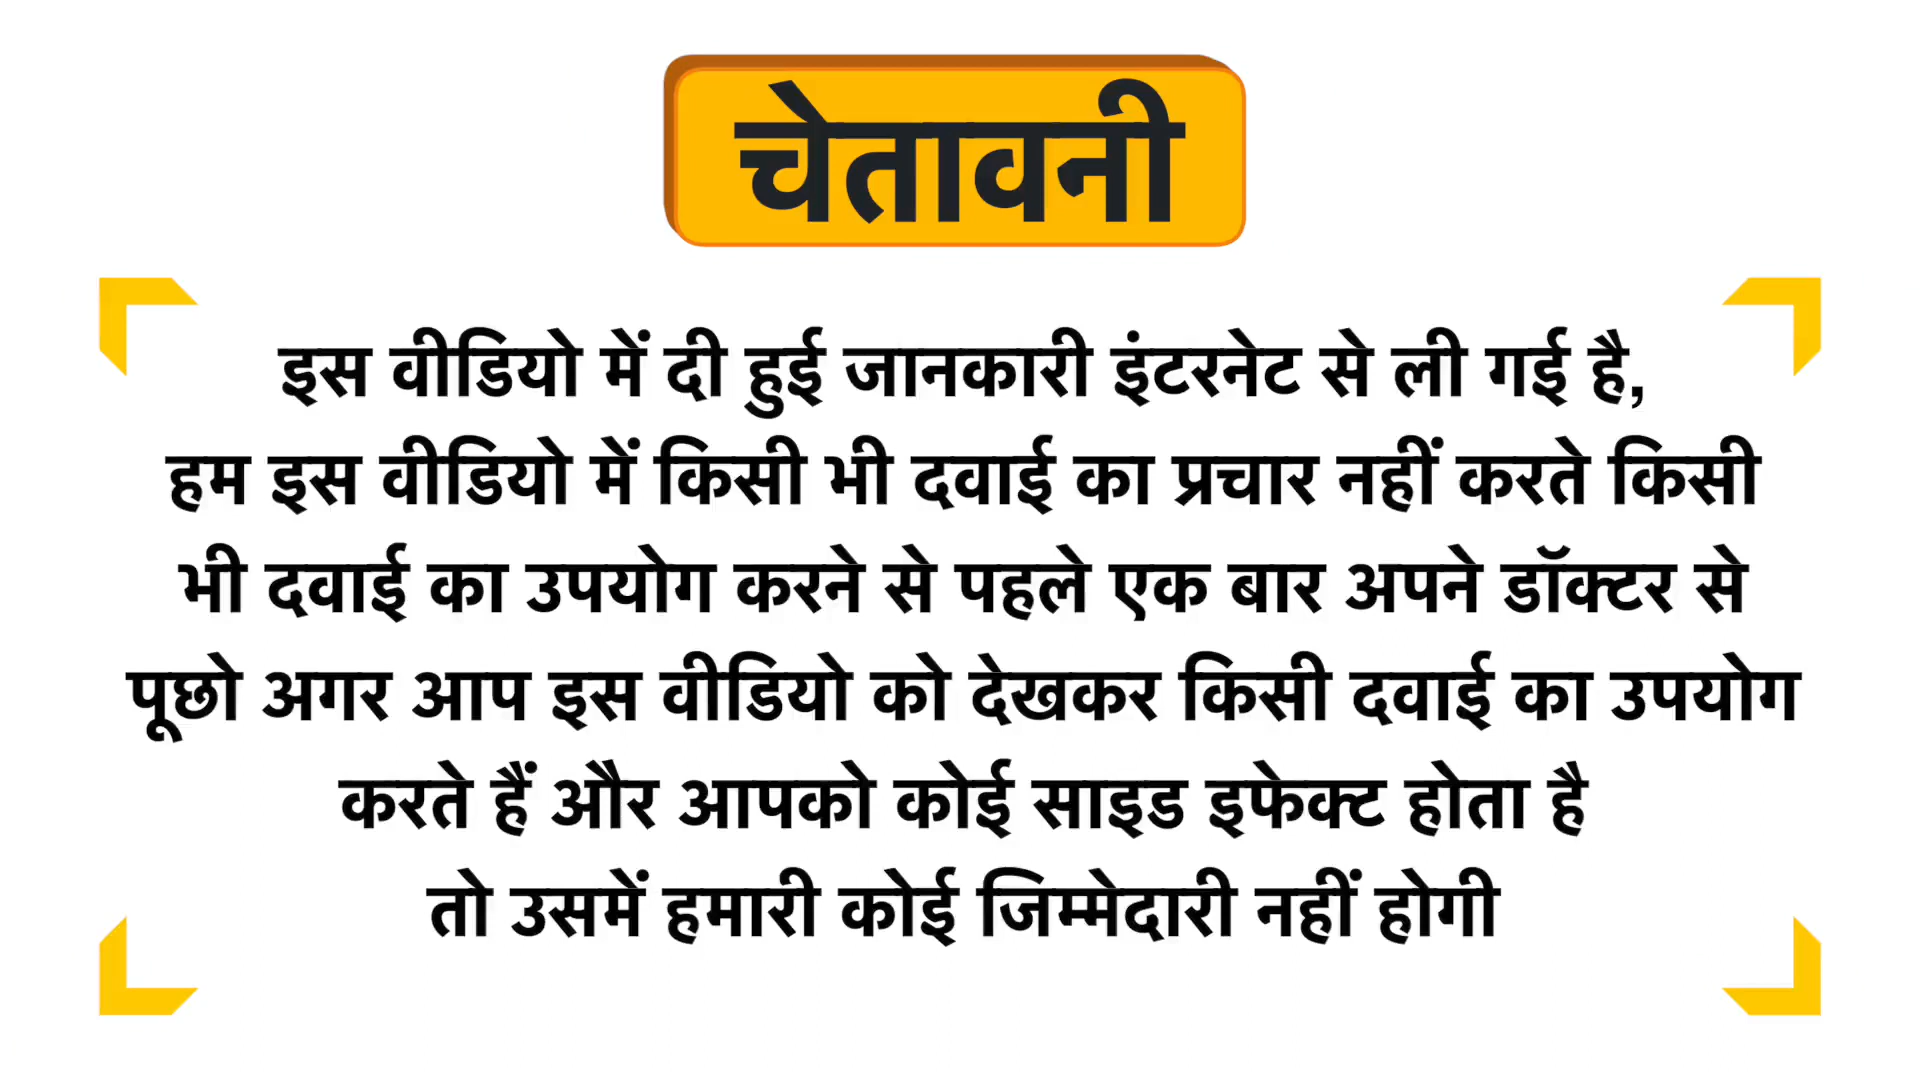 चेतावनी
इस वीडियो में दी हुई जानकारी इंटरनेट से ली गई है,
हम इस वीडियो में किसी भी दवाई का प्रचार नहीं करते किसी
भी दवाई का उपयोग करने से पहले एक बार अपने डॉक्टर से
पूछो अगर आप इस वीडियो को देखकर किसी दवाई का उपयोग
करते हैं और आपको कोई साइड इफेक्ट होता है
तो उसमें हमारी कोई जिम्मेदारी नहीं होगी